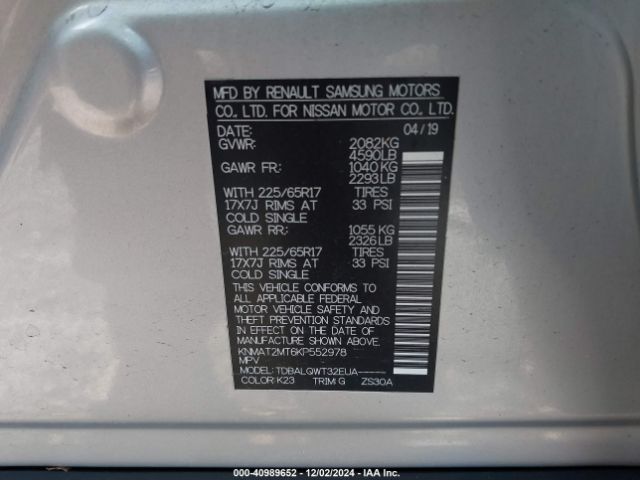 MFD BY RENAULT SAMSUNG MOTORS
CO., LTD. FOR NISSAN MOTOR CO., LTD.
DATE: 04/19
GVWR: 2082KG
4590LB
GAWR FR: 1040KG
2293LB
WITH 225/65R17 TIRES
17X7J RIMS AT 33 PSI
COLD SINGLE
GAWR RR: 1055 KG
2326LB
WITH 225/65R17 TIRES
17X7J RIMS AT 33 PSI
COLD SINGLE
THIS VEHICLE CONFORMS TO
ALL APPLICABLE FEDERAL
MOTOR VEHICLE SAFETY AND
THEFT PREVENTION STANDARDS
IN EFFECT ON THE DATE OF
MANUFACTURE SHOWN ABOVE.
KNMAT2MT6KP552978
MPV
MODEL: TDBALQWT32EUA-----
COLOR: K23 TRIM: G ZS30A
000-40989652 - 12/02/2024 - IAA Inc.